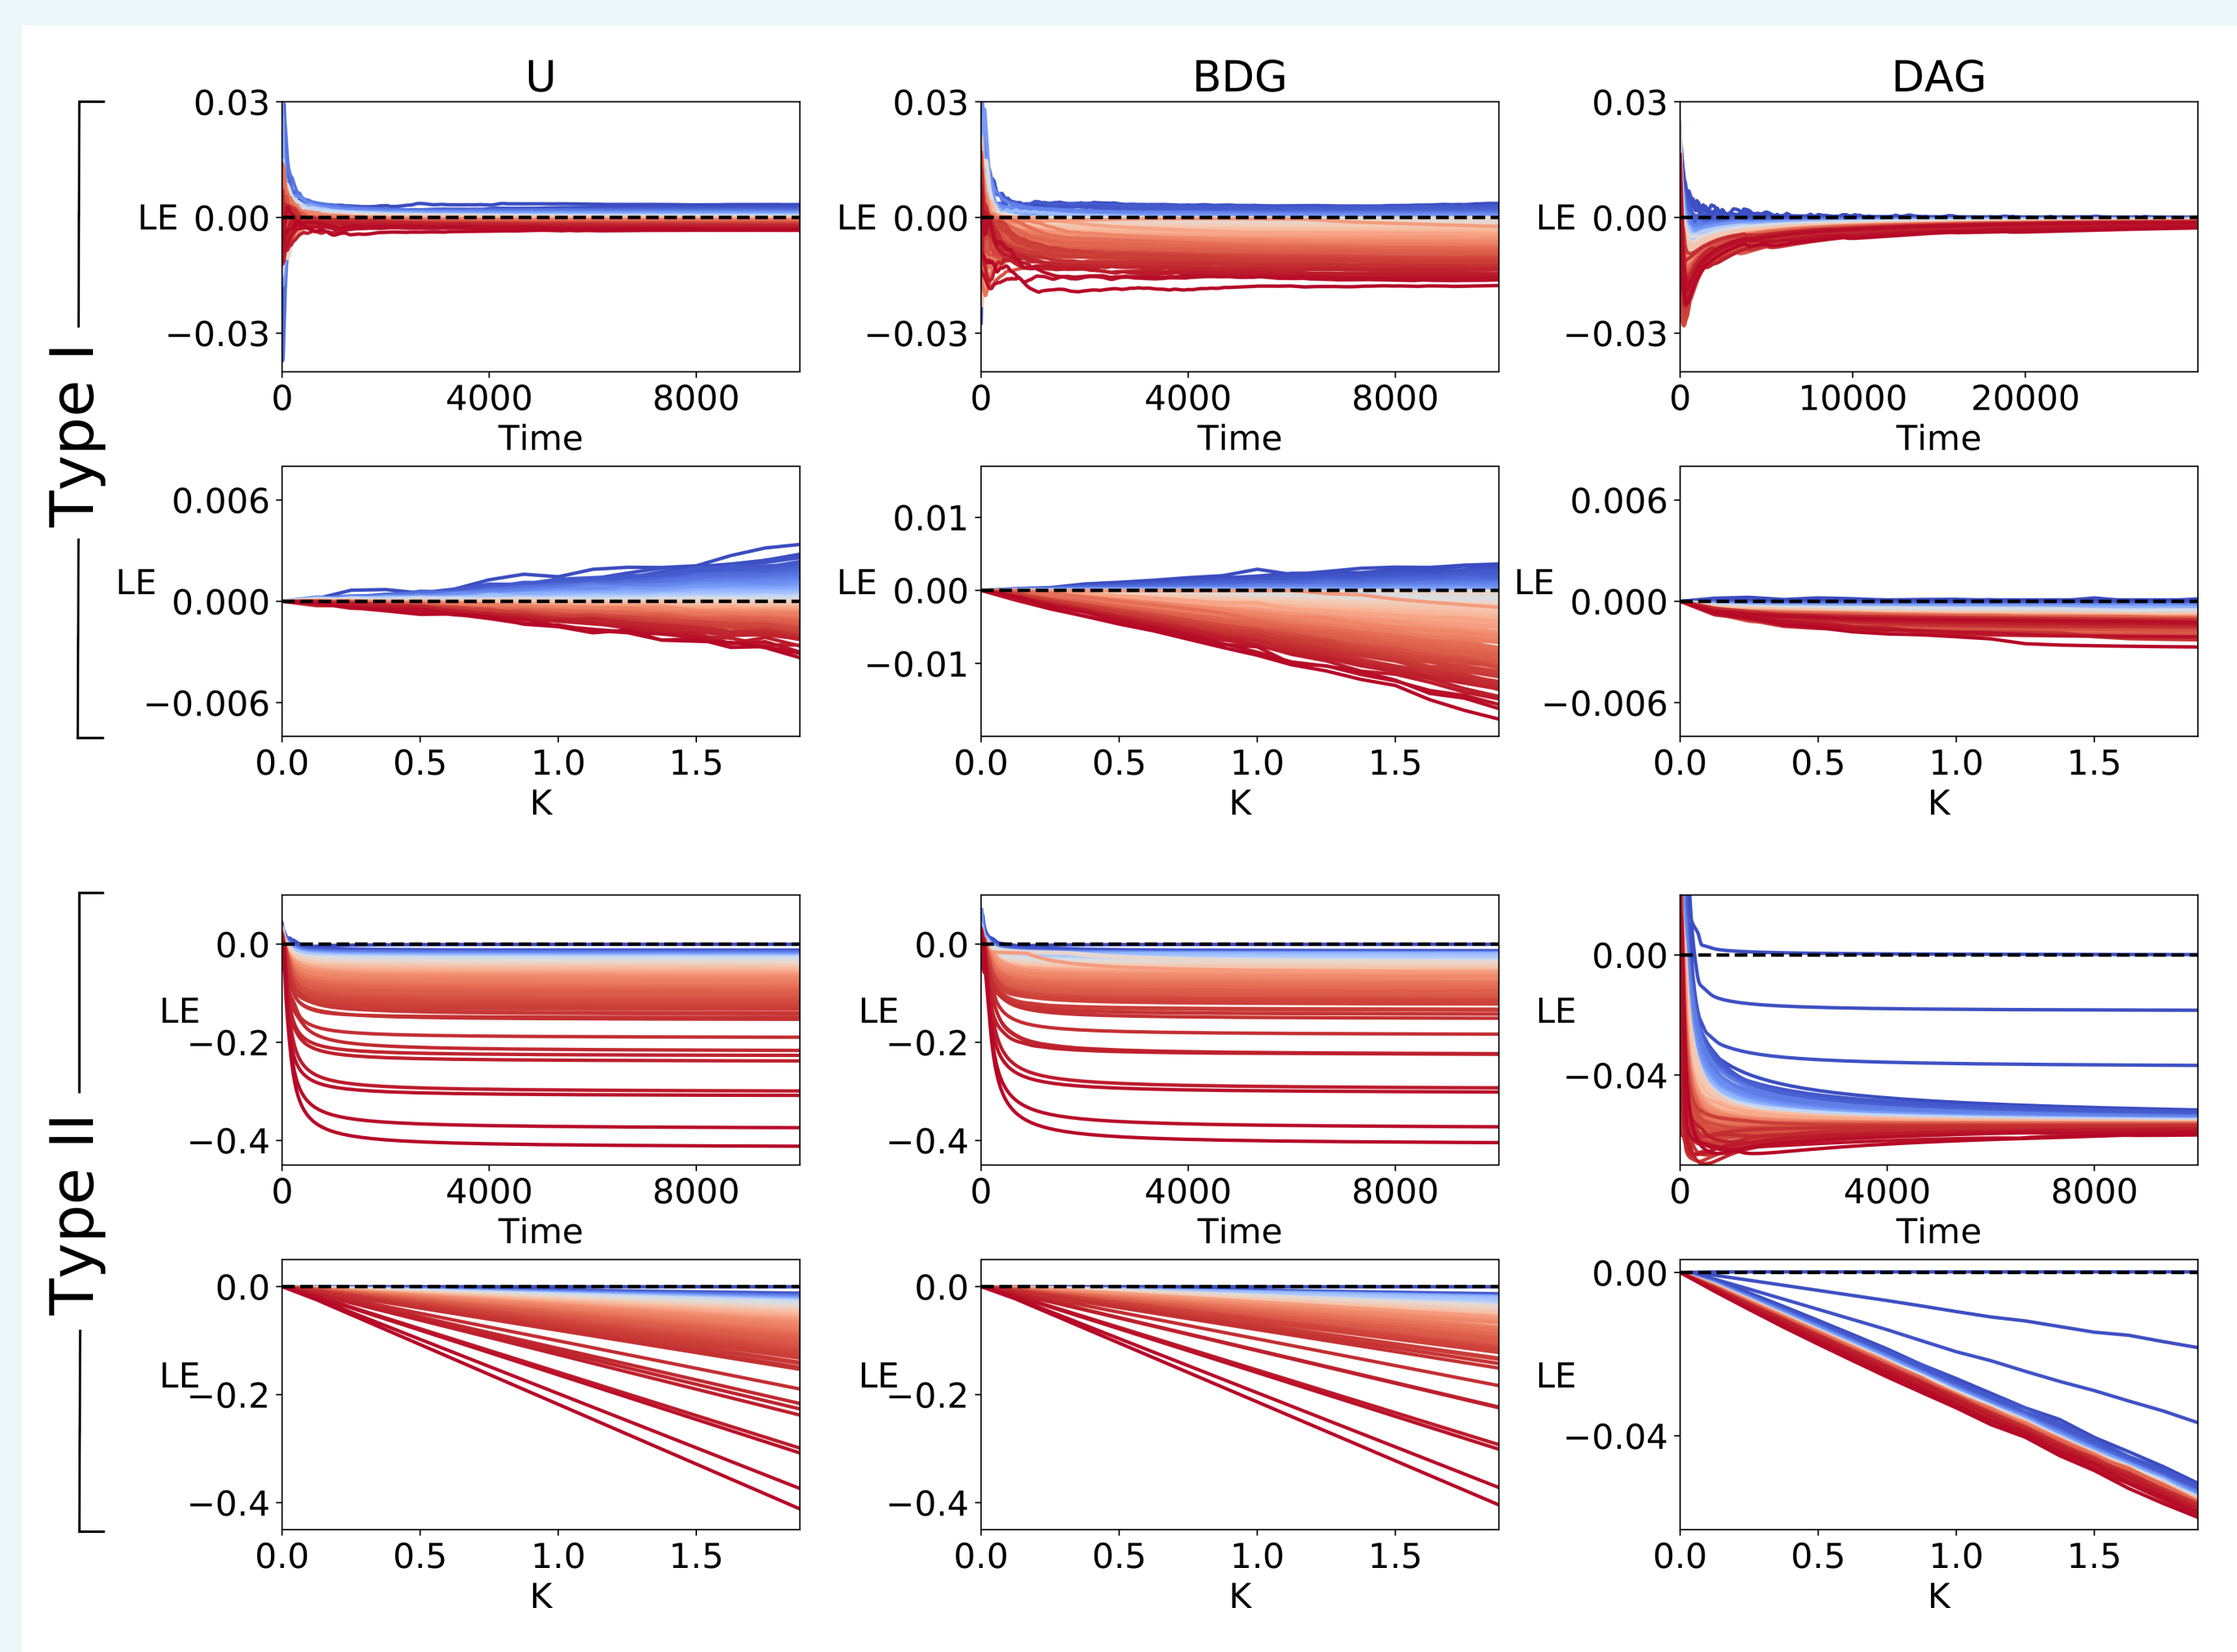 U BDG DAG
Type I
0.03 0.03 0.03
LE 0.00 LE 0.00 LE 0.00
−0.03 −0.03 −0.03
0 4000 8000 0 4000 8000 0 10000 20000
Time Time Time
0.006 0.01 0.006
LE 0.000 LE 0.00 LE 0.000
−0.006 −0.01 −0.006
0.0 0.5 1.0 1.5 0.0 0.5 1.0 1.5 0.0 0.5 1.0 1.5
K K K
Type II
0.0 0.0 0.00
LE LE LE
−0.2 −0.2 −0.04
−0.4 −0.4
0 4000 8000 0 4000 8000 0 4000 8000
Time Time Time
0.0 0.0 0.00
LE LE LE
−0.2 −0.2 −0.04
−0.4 −0.4
0.0 0.5 1.0 1.5 0.0 0.5 1.0 1.5 0.0 0.5 1.0 1.5
K K K